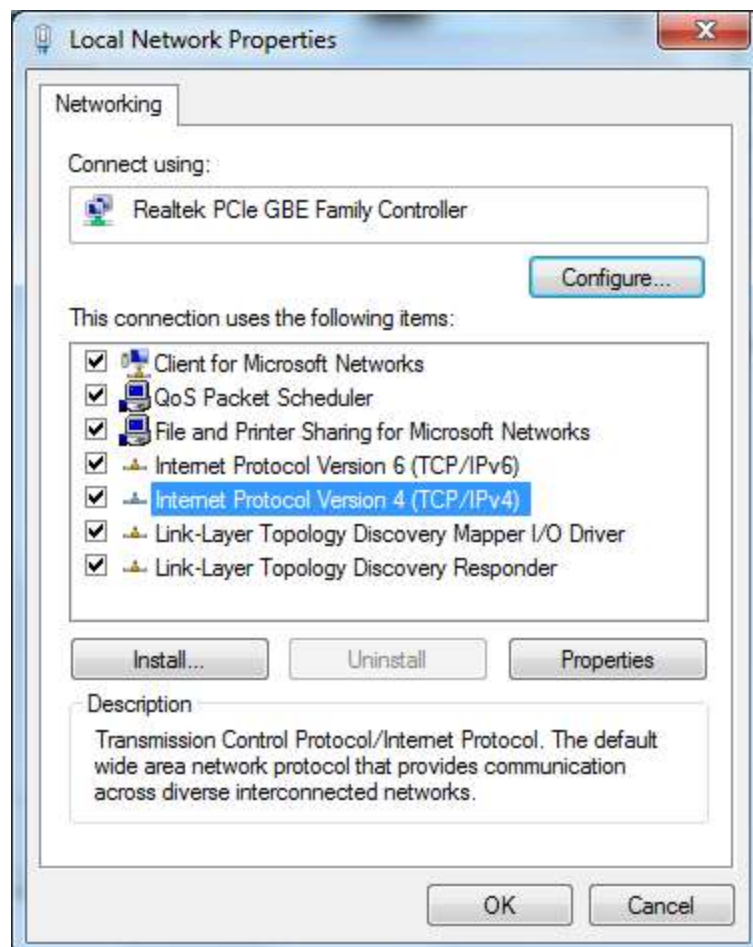 Local Network Properties
Networking
Connect using:
Realtek PCIe GBE Family Controller
Configure...
This connection uses the following items:
Client for Microsoft Networks
QoS Packet Scheduler
File and Printer Sharing for Microsoft Networks
Internet Protocol Version 6 (TCP/IPv6)
Internet Protocol Version 4 (TCP/IPv4)
Link-Layer Topology Discovery Mapper I/O Driver
Link-Layer Topology Discovery Responder
Install... Uninstall Properties
Description
Transmission Control Protocol/Internet Protocol. The default
wide area network protocol that provides communication
across diverse interconnected networks.
OK Cancel